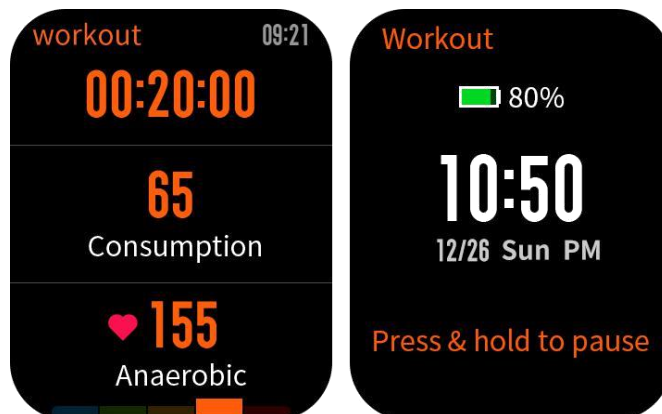 workout 09:21
00:20:00
65
Consumption
155
Anaerobic
Workout
80%
10:50
12/26 Sun PM
Press & hold to pause